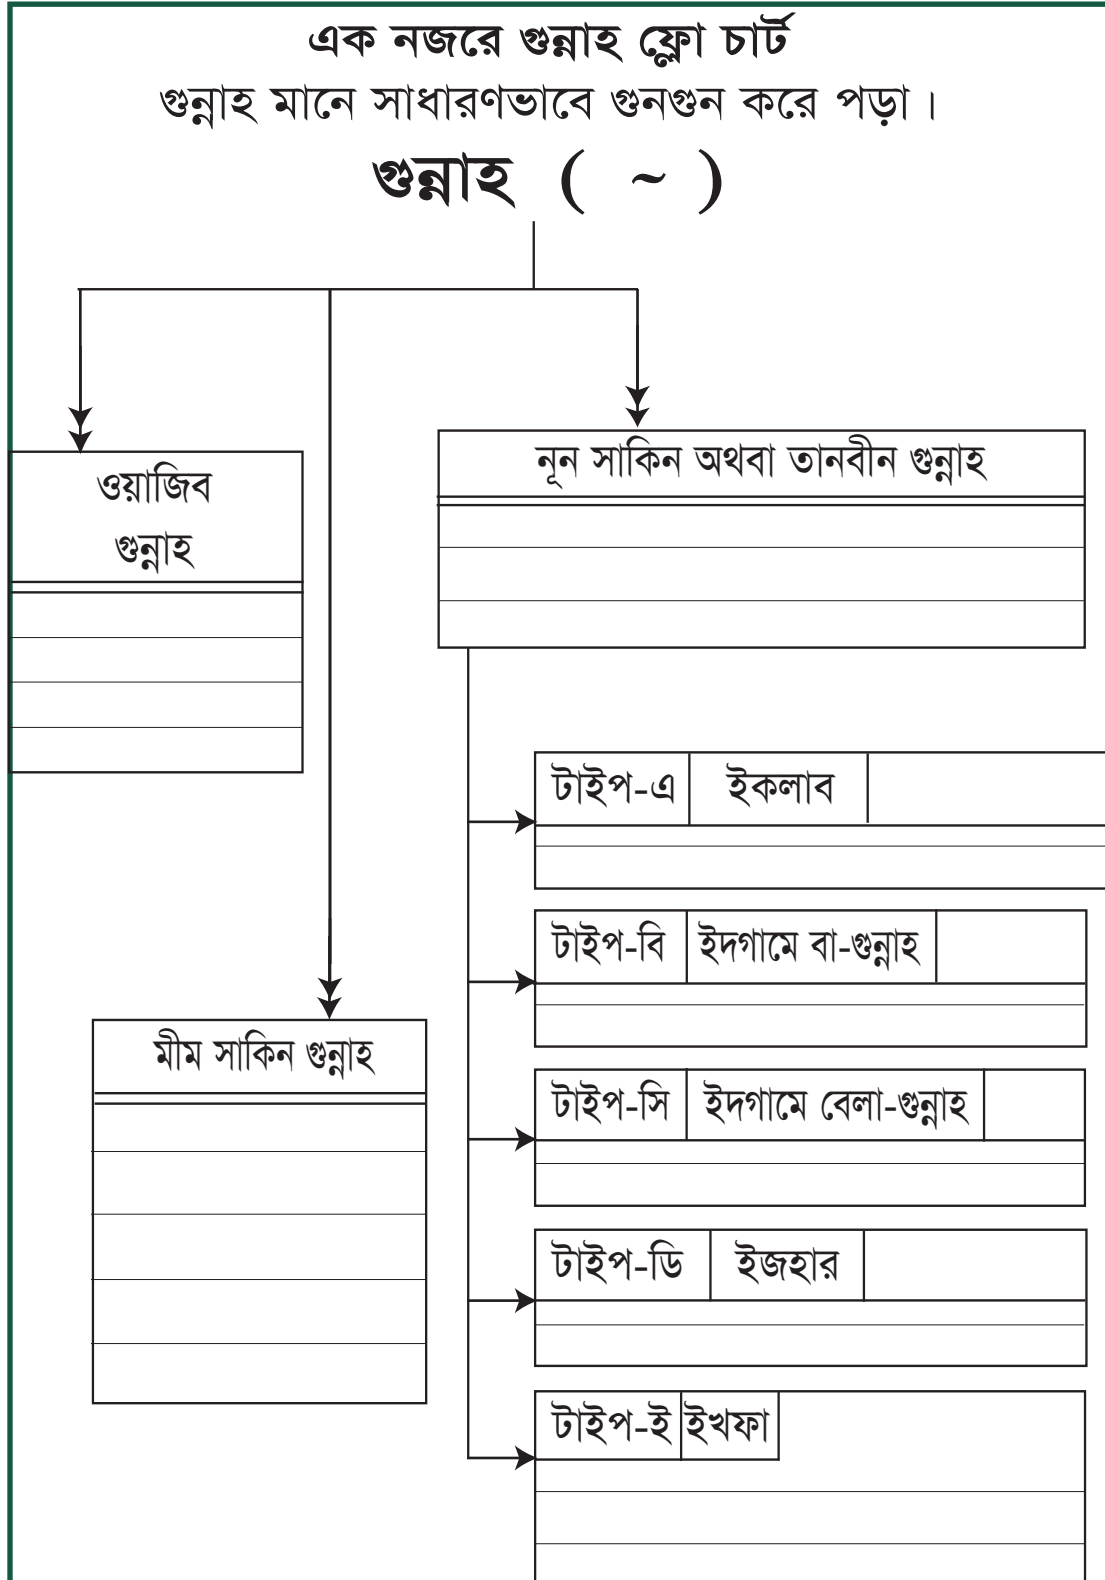 এক নজরে গুন্নাহ ফ্লো চার্ট
গুন্নাহ মানে সাধারণভাবে গুনগুন করে পড়া।
গুন্নাহ ( ~ )
ওয়াজিব
গুন্নাহ
নূন সাকিন অথবা তানবীন গুন্নাহ
টাইপ-এ ইকলাব
টাইপ-বি ইদগামে বা-গুন্নাহ
মীম সাকিন গুন্নাহ
টাইপ-সি ইদগামে বেলা-গুন্নাহ
টাইপ-ডি ইজহার
টাইপ-ই ইখফা